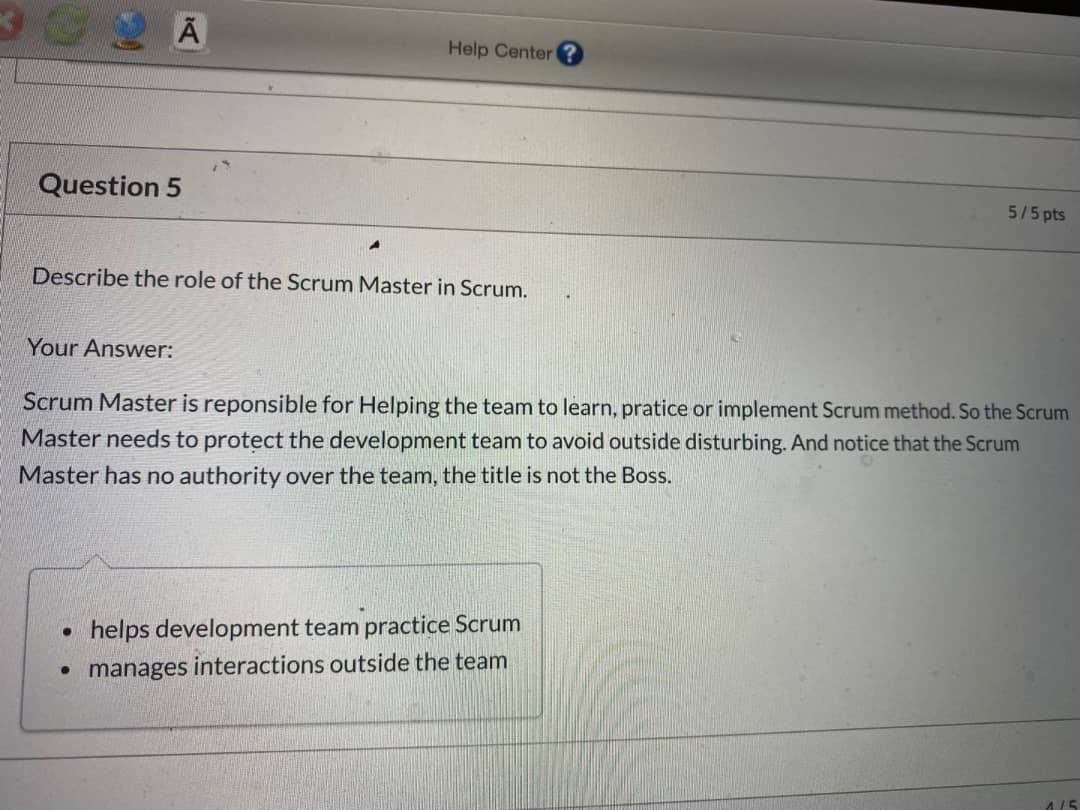 Ã
Help Center ?
Question 5
5 / 5 pts
Describe the role of the Scrum Master in Scrum.
Your Answer:
Scrum Master is reponsible for Helping the team to learn, pratice or implement Scrum method. So the Scrum
Master needs to protect the development team to avoid outside disturbing. And notice that the Scrum
Master has no authority over the team, the title is not the Boss.
• helps development team practice Scrum
• manages interactions outside the team